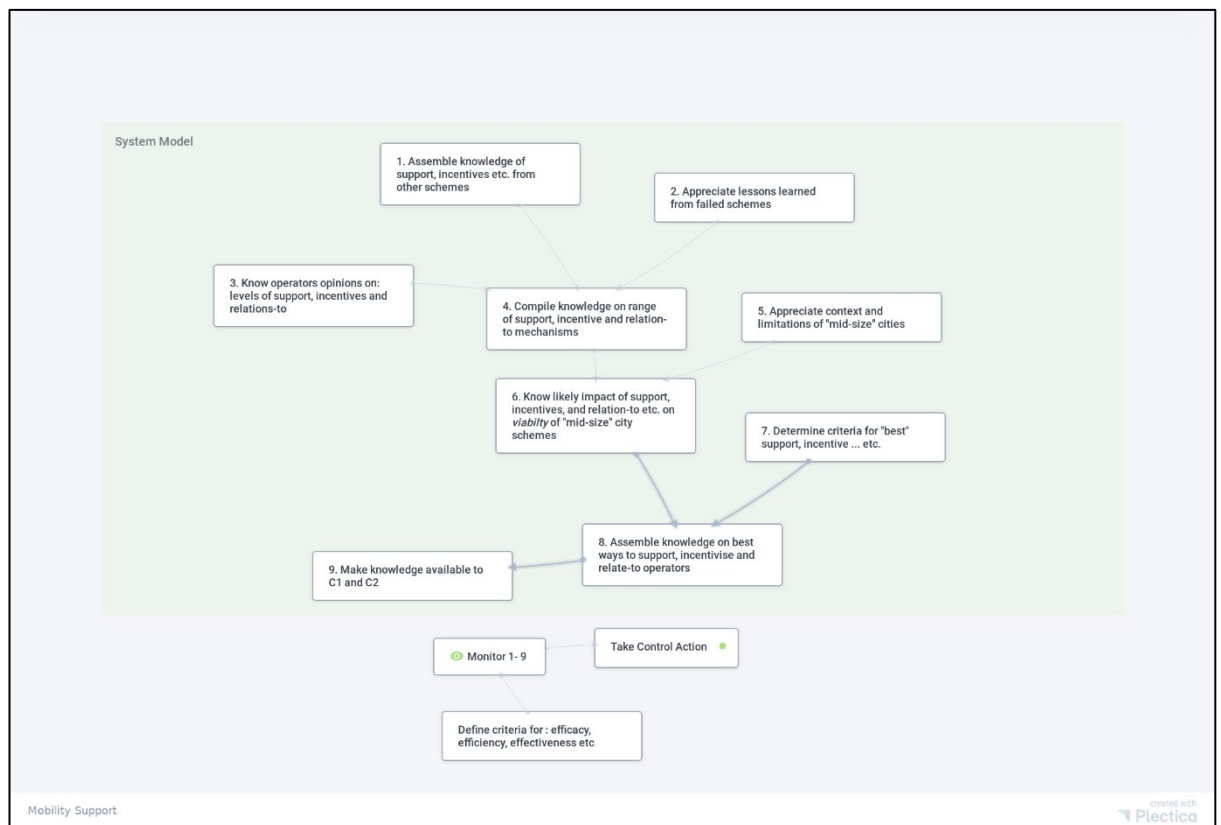 System Model
1. Assemble knowledge of
support, incentives etc. from
other schemes
2. Appreciate lessons learned
from failed schemes
3. Know operators opinions on:
levels of support, incentives and
relations-to
4. Compile knowledge on range
of support, incentive and relation-
to mechanisms
5. Appreciate context and
limitations of "mid-size" cities
6. Know likely impact of support,
incentives, and relation-to etc. on
viabilty of "mid-size" city
schemes
7. Determine criteria for "best"
support, incentive ... etc.
8. Assemble knowledge on best
ways to support, incentivise and
relate-to operators
9. Make knowledge available to
C1 and C2
Monitor 1- 9
Take Control Action
Define criteria for : efficacy,
efficiency, effectiveness etc
Mobility Support
created with
Plectica